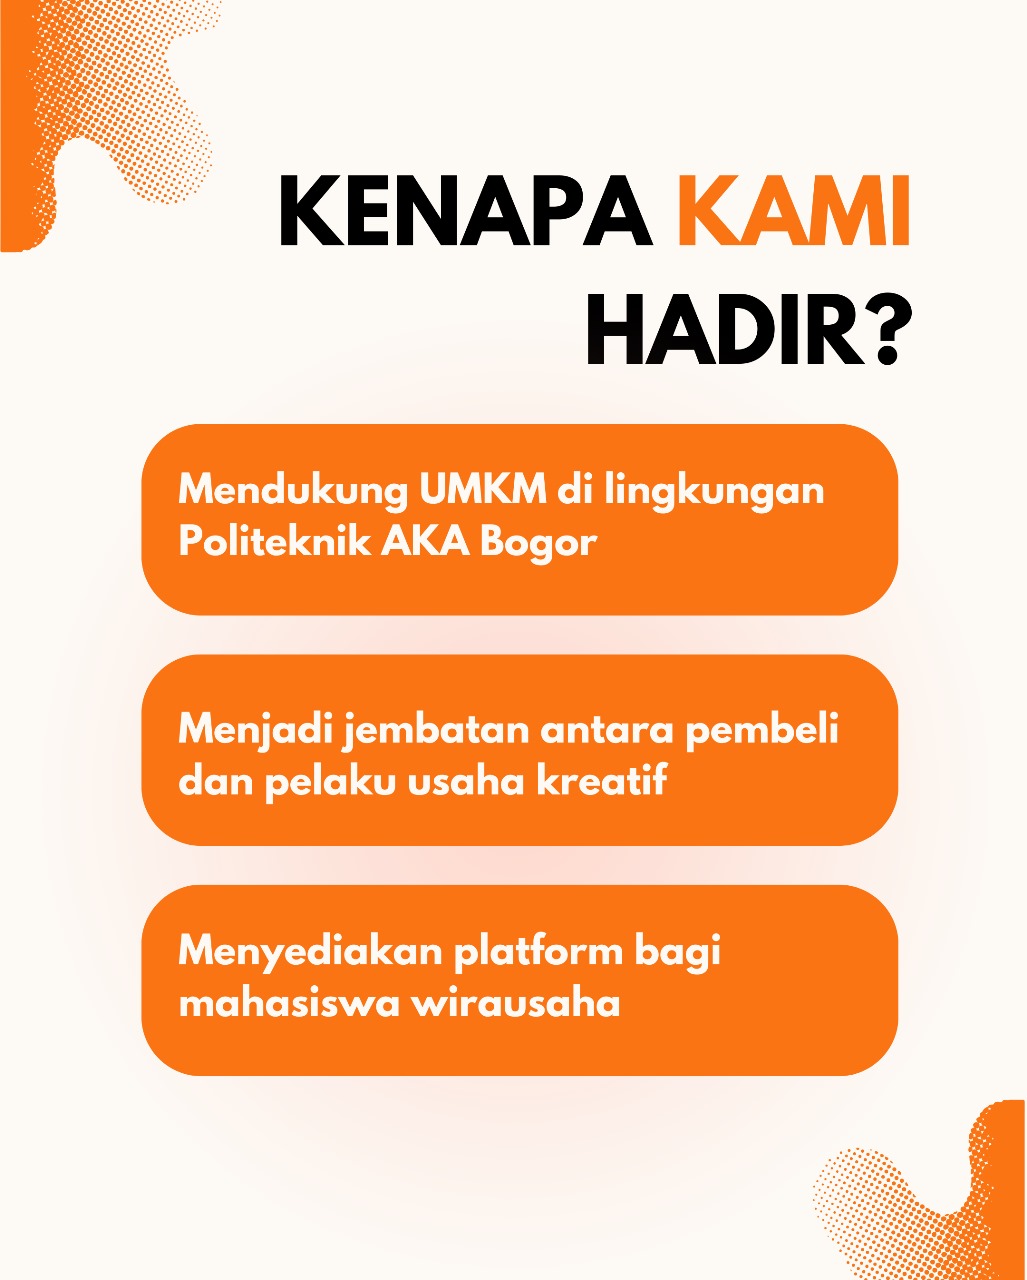 KENAPA KAMI
HADIR?
Mendukung UMKM di lingkungan
Politeknik AKA Bogor
Menjadi jembatan antara pembeli
dan pelaku usaha kreatif
Menyediakan platform bagi
mahasiswa wirausaha